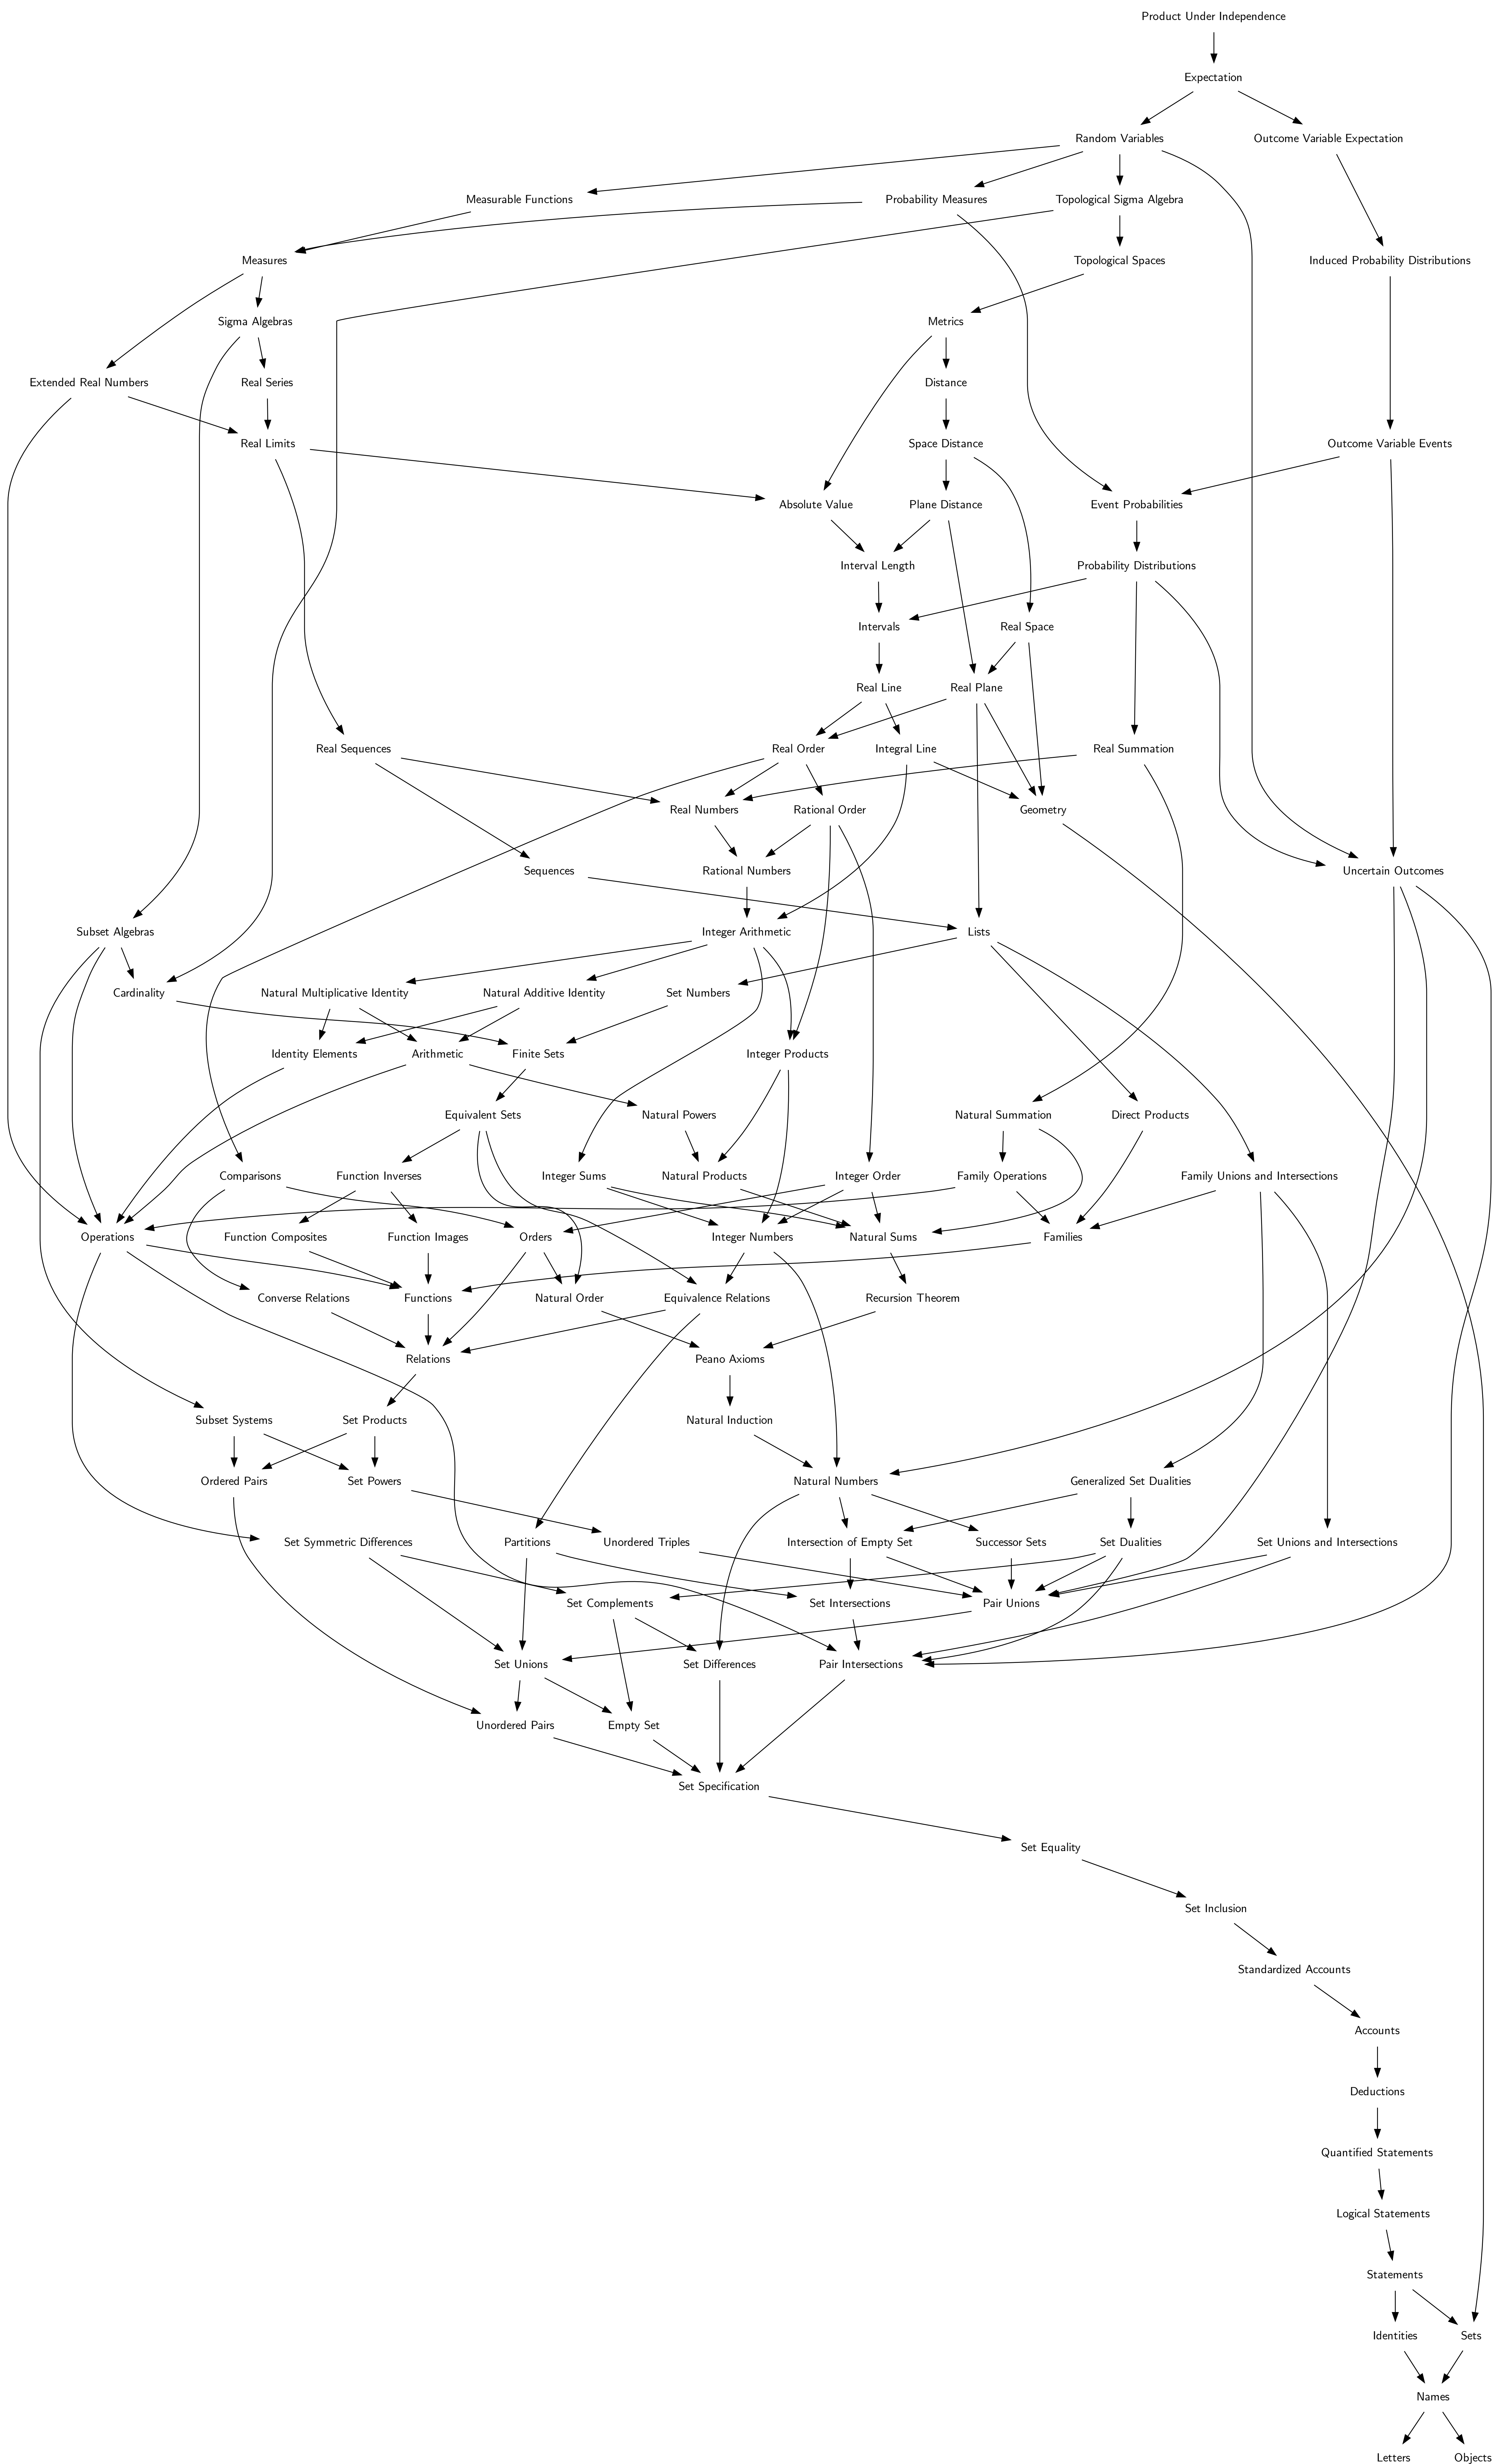 Product Under Independence
Expectation
Random Variables
Outcome Variable Expectation
Measurable Functions
Probability Measures
Topological Sigma Algebra
Measures
Topological Spaces
Induced Probability Distributions
Sigma Algebras
Metrics
Extended Real Numbers
Real Series
Distance
Real Limits
Space Distance
Outcome Variable Events
Absolute Value
Plane Distance
Event Probabilities
Interval Length
Probability Distributions
Intervals
Real Space
Real Line
Real Plane
Real Sequences
Real Order
Integral Line
Real Summation
Real Numbers
Rational Order
Geometry
Sequences
Rational Numbers
Uncertain Outcomes
Subset Algebras
Integer Arithmetic
Lists
Cardinality
Natural Multiplicative Identity
Natural Additive Identity
Set Numbers
Identity Elements
Arithmetic
Finite Sets
Integer Products
Equivalent Sets
Natural Powers
Natural Summation
Direct Products
Comparisons
Function Inverses
Integer Sums
Natural Products
Integer Order
Family Operations
Family Unions and Intersections
Operations
Function Composites
Function Images
Orders
Integer Numbers
Natural Sums
Families
Converse Relations
Functions
Natural Order
Equivalence Relations
Recursion Theorem
Relations
Peano Axioms
Subset Systems
Set Products
Natural Induction
Ordered Pairs
Set Powers
Natural Numbers
Generalized Set Dualities
Set Symmetric Differences
Partitions
Unordered Triples
Intersection of Empty Set
Successor Sets
Set Dualities
Set Unions and Intersections
Set Complements
Set Intersections
Pair Unions
Set Unions
Set Differences
Pair Intersections
Unordered Pairs
Empty Set
Set Specification
Set Equality
Set Inclusion
Standardized Accounts
Accounts
Deductions
Quantified Statements
Logical Statements
Statements
Identities
Sets
Names
Letters
Objects